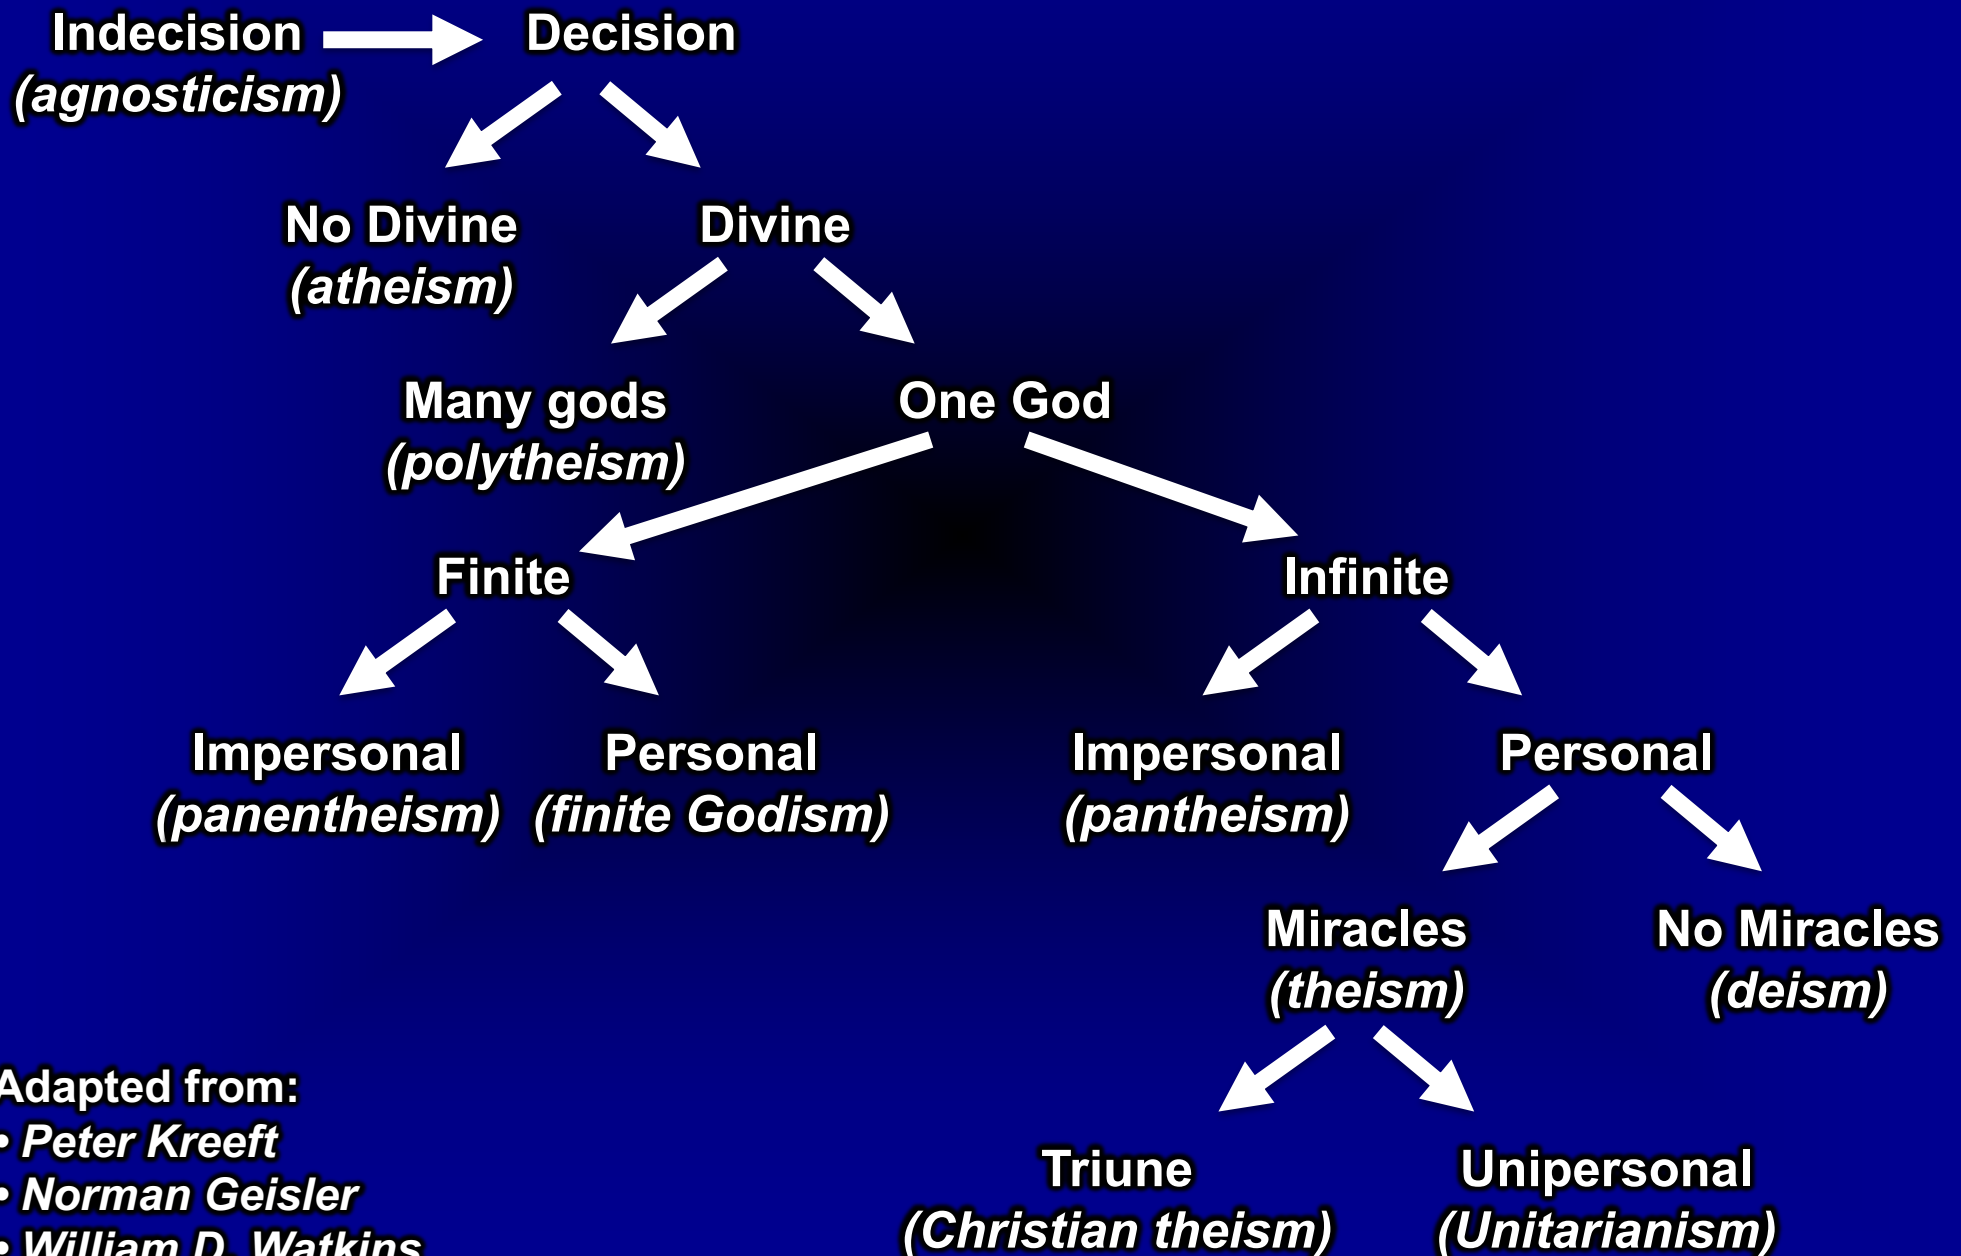 Indecision
(agnosticism)
Decision
No Divine
(atheism)
Divine
Many gods
(polytheism)
One God
Finite
Infinite
Impersonal
(panentheism)
Personal
(finite Godism)
Impersonal
(pantheism)
Personal
Miracles
(theism)
No Miracles
(deism)
Adapted from:
• Peter Kreeft
• Norman Geisler
• William D. Watkins
Triune
(Christian theism)
Unipersonal
(Unitarianism)